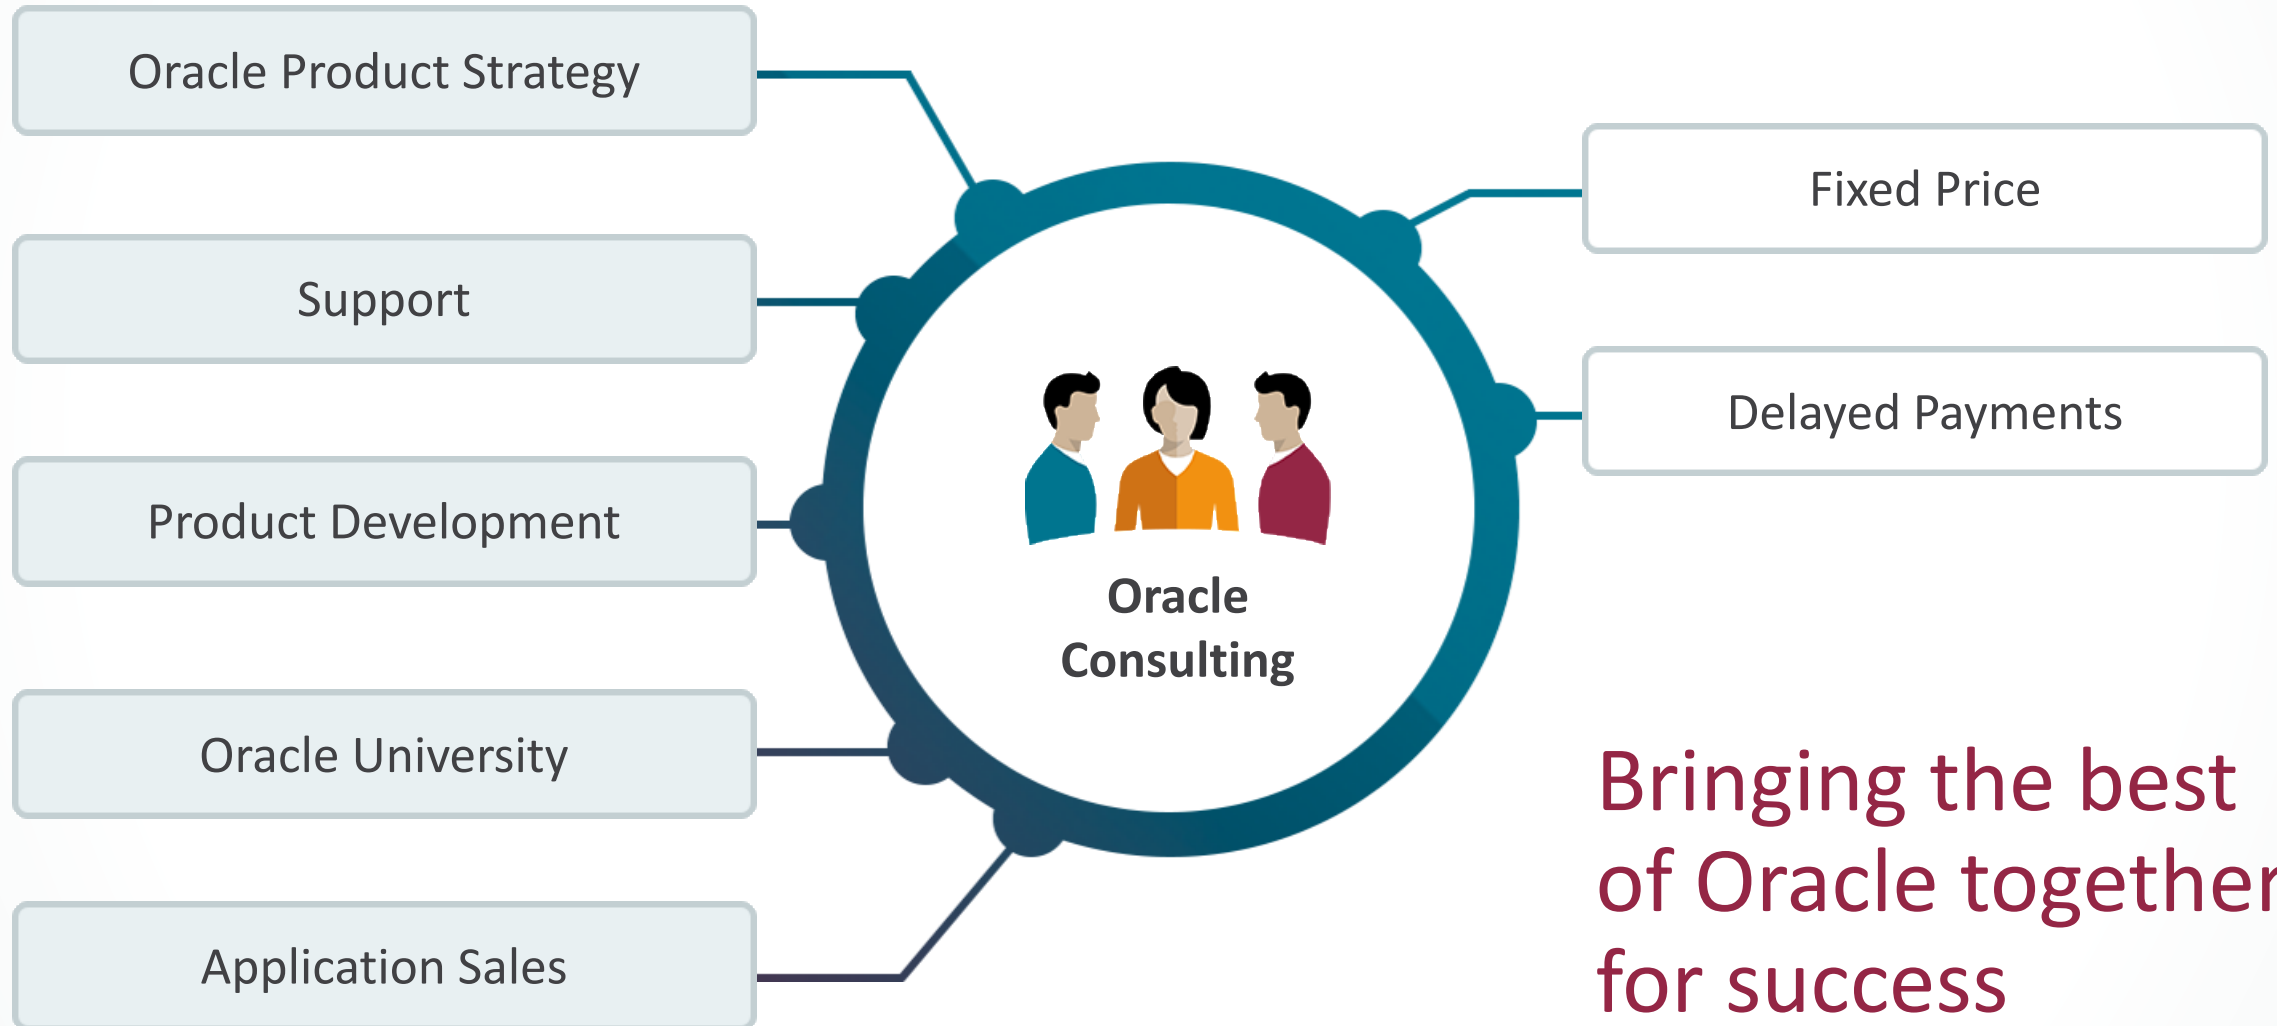 Oracle Product Strategy
Support
Product Development
Oracle University
Application Sales
Oracle
Consulting
Fixed Price
Delayed Payments
Bringing the best
of Oracle together
for success